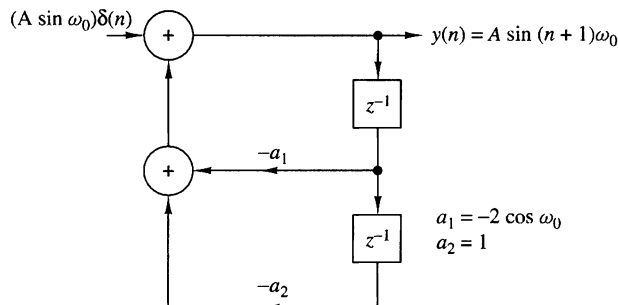 (A sin ω₀)δ(n)
+
y(n) = A sin (n + 1)ω₀
z⁻¹
+
−a₁
z⁻¹
a₁ = −2 cos ω₀
a₂ = 1
−a₂